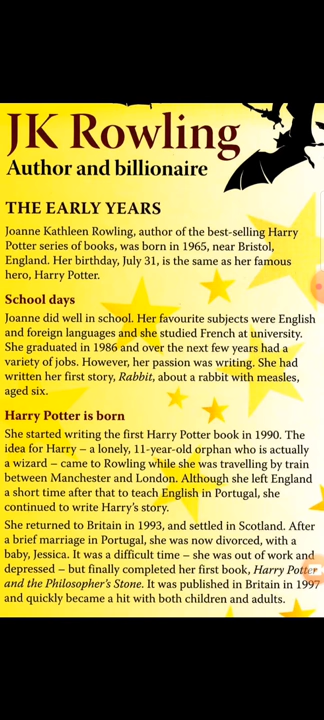 JK Rowling
Author and billionaire
THE EARLY YEARS
Joanne Kathleen Rowling, author of the best-selling Harry
Potter series of books, was born in 1965, near Bristol,
England. Her birthday, July 31, is the same as her famous
hero, Harry Potter.
School days
Joanne did well in school. Her favourite subjects were English
and foreign languages and she studied French at university.
She graduated in 1986 and over the next few years had a
variety of jobs. However, her passion was writing. She had
written her first story, Rabbit, about a rabbit with measles,
aged six.
Harry Potter is born
She started writing the first Harry Potter book in 1990. The
idea for Harry – a lonely, 11-year-old orphan who is actually
a wizard – came to Rowling while she was travelling by train
between Manchester and London. Although she left England
a short time after that to teach English in Portugal, she
continued to write Harry's story.
She returned to Britain in 1993, and settled in Scotland. After
a brief marriage in Portugal, she was now divorced, with a
baby, Jessica. It was a difficult time – she was out of work and
depressed – but finally completed her first book, Harry Potter
and the Philosopher's Stone. It was published in Britain in 1997
and quickly became a hit with both children and adults.